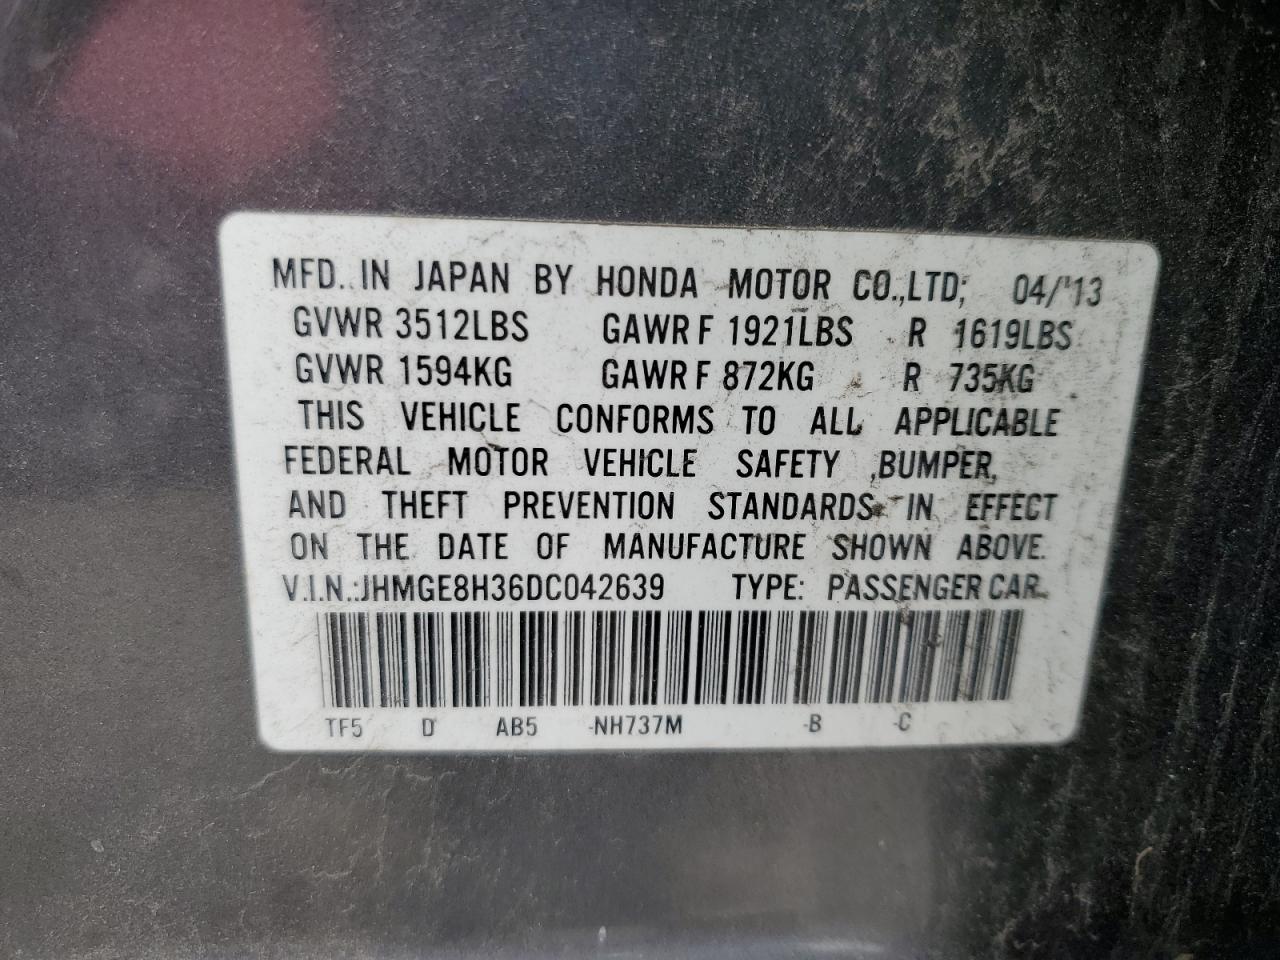 MFD. IN JAPAN BY HONDA MOTOR CO.,LTD; 04/'13
GVWR 3512LBS GAWR F 1921LBS R 1619LBS
GVWR 1594KG GAWR F 872KG R 735KG
THIS VEHICLE CONFORMS TO ALL APPLICABLE
FEDERAL MOTOR VEHICLE SAFETY ,BUMPER,
AND THEFT PREVENTION STANDARDS IN EFFECT
ON THE DATE OF MANUFACTURE SHOWN ABOVE.
V.I.N.:JHMGE8H36DC042639 TYPE: PASSENGER CAR
TF5 D AB5 -NH737M -B -C